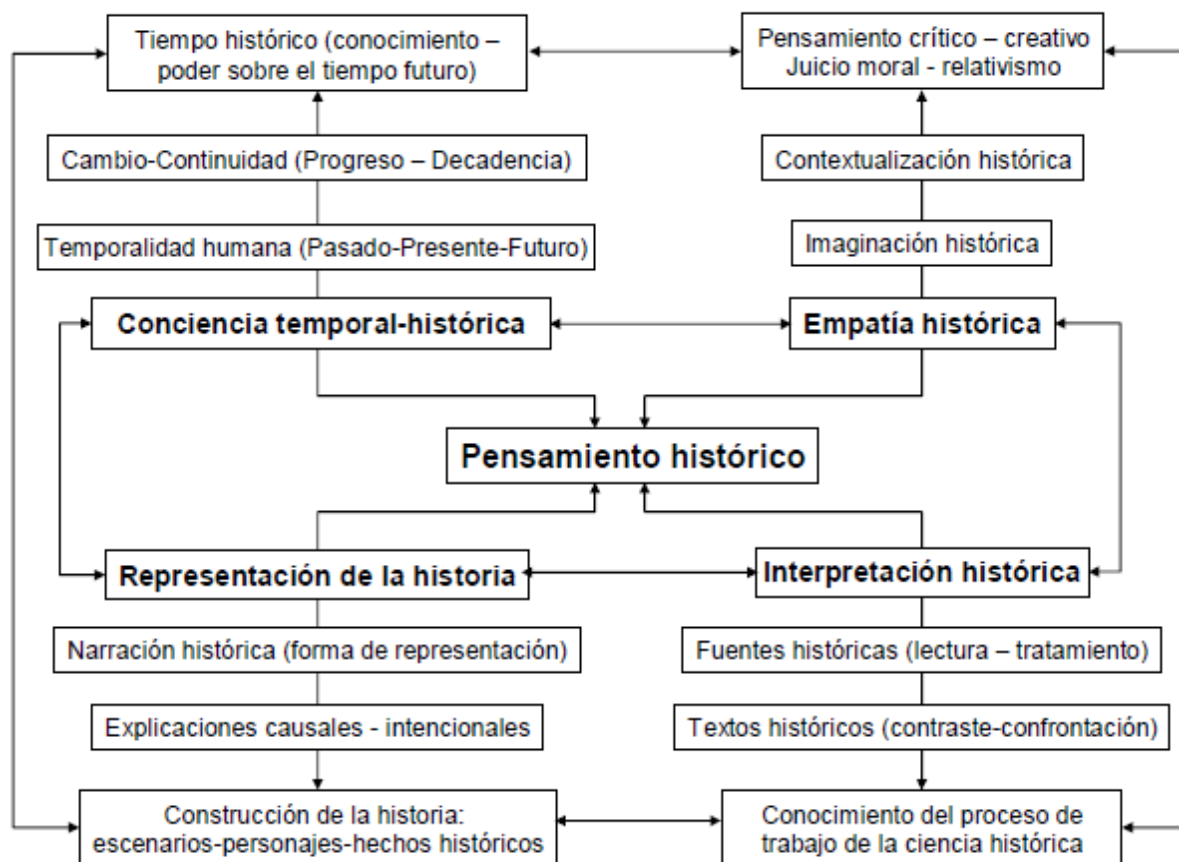 Tiempo histórico (conocimiento –
poder sobre el tiempo futuro)
Pensamiento crítico – creativo
Juicio moral - relativismo
Cambio-Continuidad (Progreso – Decadencia)
Contextualización histórica
Temporalidad humana (Pasado-Presente-Futuro)
Imaginación histórica
Conciencia temporal-histórica
Empatía histórica
Pensamiento histórico
Representación de la historia
Interpretación histórica
Narración histórica (forma de representación)
Fuentes históricas (lectura – tratamiento)
Explicaciones causales - intencionales
Textos históricos (contraste-confrontación)
Construcción de la historia:
escenarios-personajes-hechos históricos
Conocimiento del proceso de
trabajo de la ciencia histórica